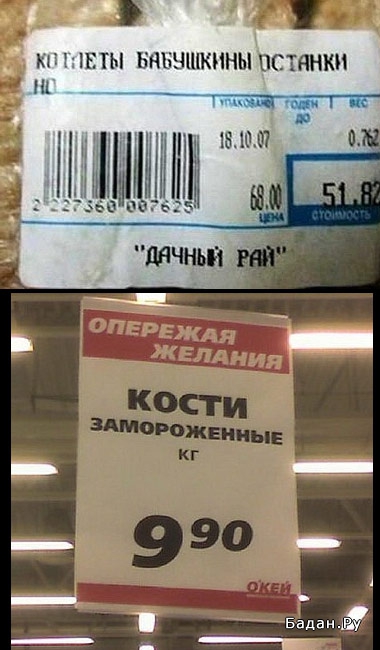 КОТЛЕТЫ БАБУШКИНЫ ОСТАНКИ
НО
УПАКОВАНО ГОДЕН ДО ВЕС
18.10.07 0.762
68.00 51.82
ЦЕНА СТОИМОСТЬ
2 227360 007625
"ДАЧНЫЙ РАЙ"
ОПЕРЕЖАЯ
ЖЕЛАНИЯ
КОСТИ
ЗАМОРОЖЕННЫЕ
КГ
9 90
О'КЕЙ
Бадан.Ру